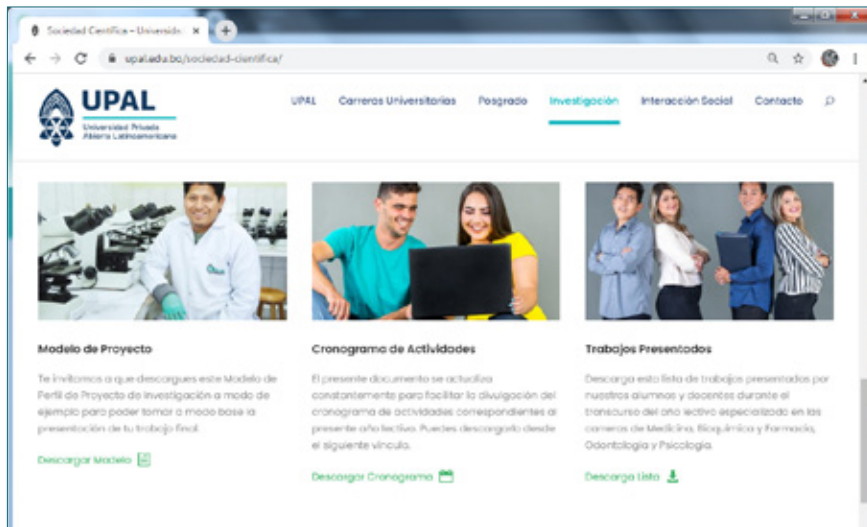 Sociedad Científica – Universida
upal.edu.bo/sociedad-cientifica/
UPAL
Universidad Privada
Abierta Latinoamericana
UPAL Carreras Universitarias Posgrado Investigación Interacción Social Contacto
Modelo de Proyecto
Te invitamos a que descargues este Modelo de
Perfil de Proyecto de Investigación a modo de
ejemplo para poder tomar a modo base la
presentación de tu trabajo final.
Descargar Modelo
Cronograma de Actividades
El presente documento se actualiza
constantemente para facilitar la divulgación del
cronograma de actividades correspondientes al
presente año lectivo. Puedes descargarlo desde
el siguiente vínculo.
Descargar Cronograma
Trabajos Presentados
Descarga esta lista de trabajos presentados por
nuestros alumnos y docentes durante el
transcurso del año lectivo especializado en las
carreras de Medicina, Bioquímica y Farmacia,
Odontología y Psicología.
Descarga Lista